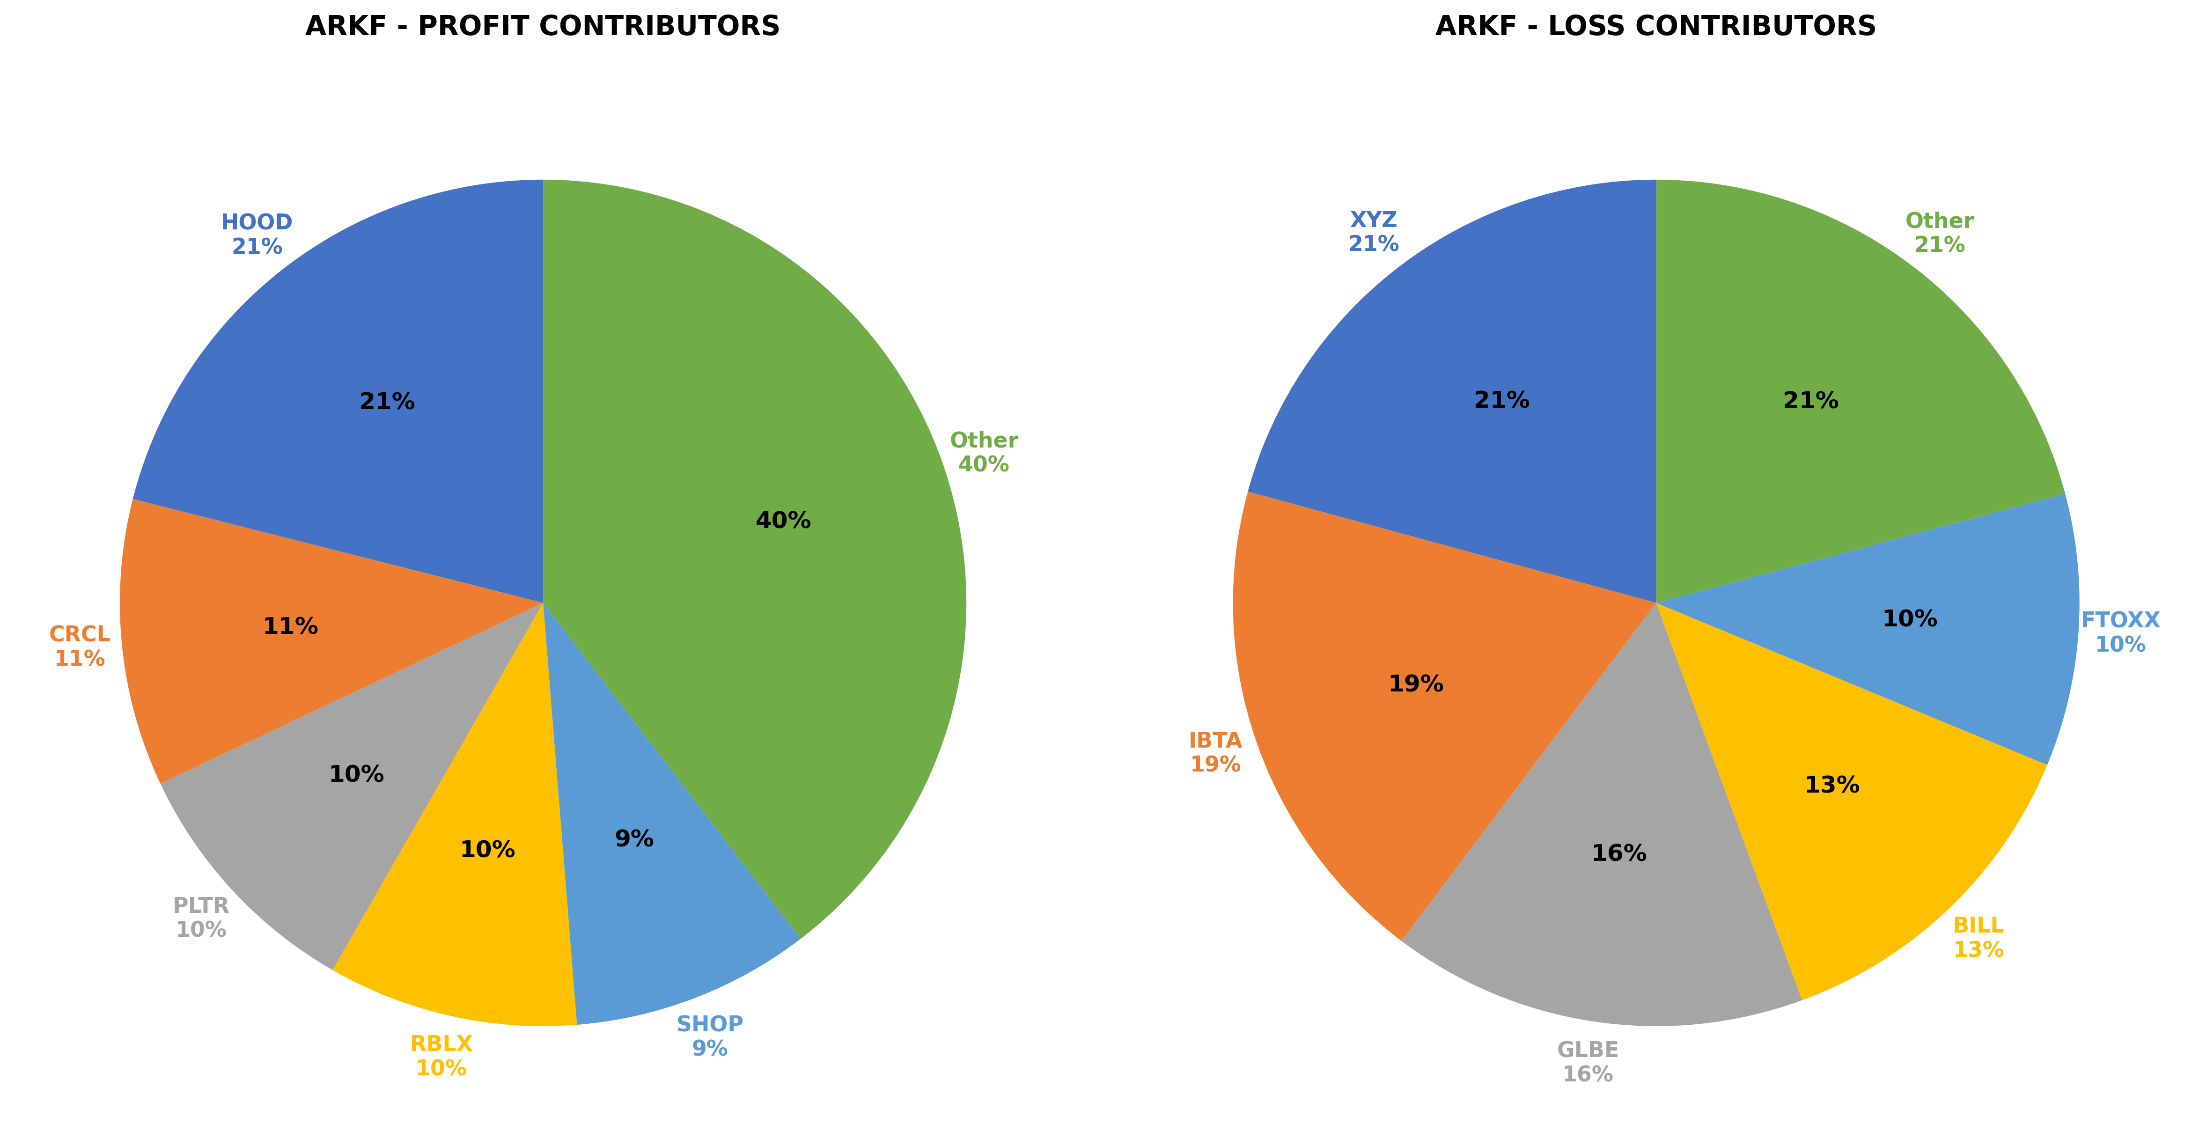 ARKF - PROFIT CONTRIBUTORS
HOOD
21%
21%
Other
40%
40%
CRCL
11%
11%
PLTR
10%
10%
RBLX
10%
10%
SHOP
9%
9%
ARKF - LOSS CONTRIBUTORS
XYZ
21%
21%
Other
21%
21%
IBTA
19%
19%
FTOXX
10%
10%
GLBE
16%
16%
BILL
13%
13%